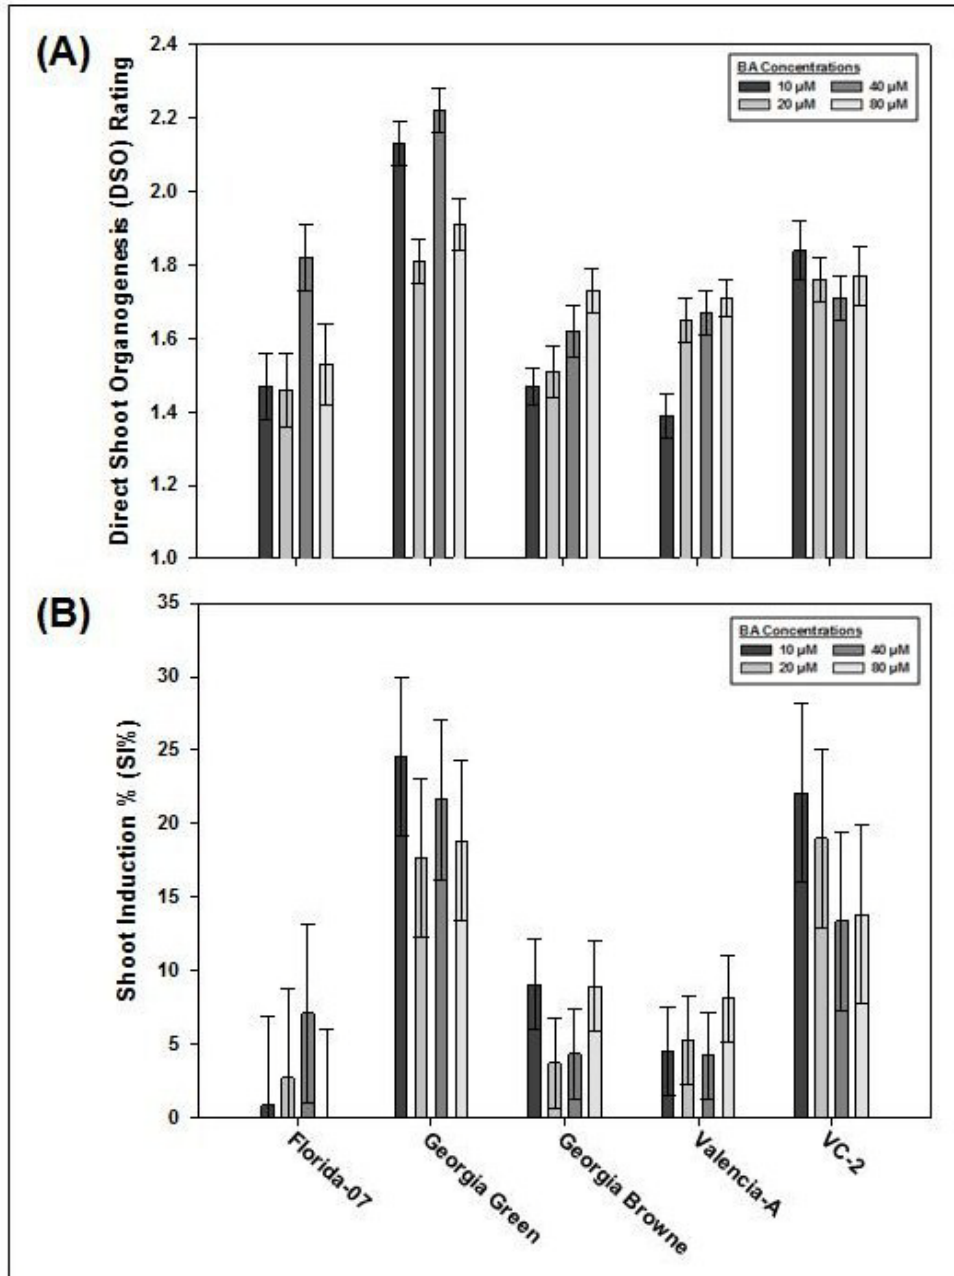 (A)
Direct Shoot Organogenesis (DSO) Rating
2.4
2.2
2.0
1.8
1.6
1.4
1.2
1.0
BA Concentrations
10 µM 40 µM
20 µM 80 µM
(B)
Shoot Induction % (SI%)
35
30
25
20
15
10
5
0
BA Concentrations
10 µM 40 µM
20 µM 80 µM
Florida-07
Georgia Green
Georgia Browne
Valencia-A
VC-2